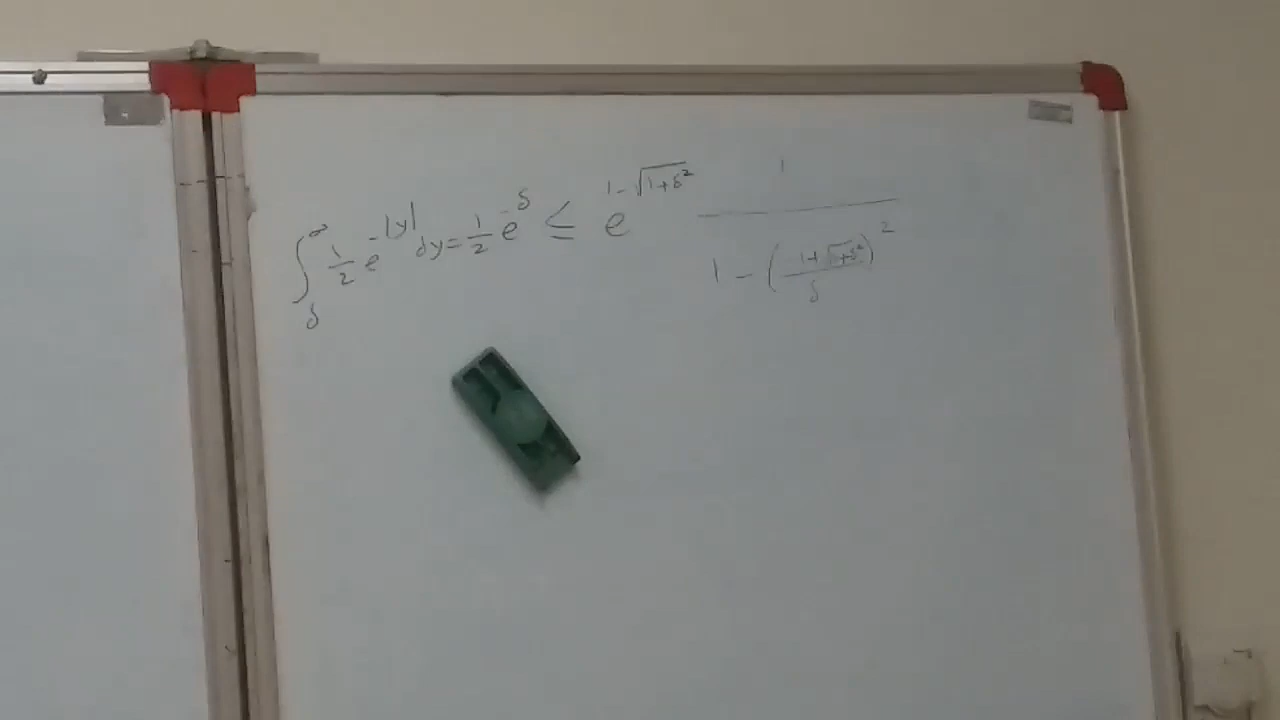 ∫_δ^∞ 1/2 e^{-|y|} dy = 1/2 e^{-δ} ≤ e^{1-√(1+δ²)} 1/(1-((1+√(1+δ²))/δ)²)